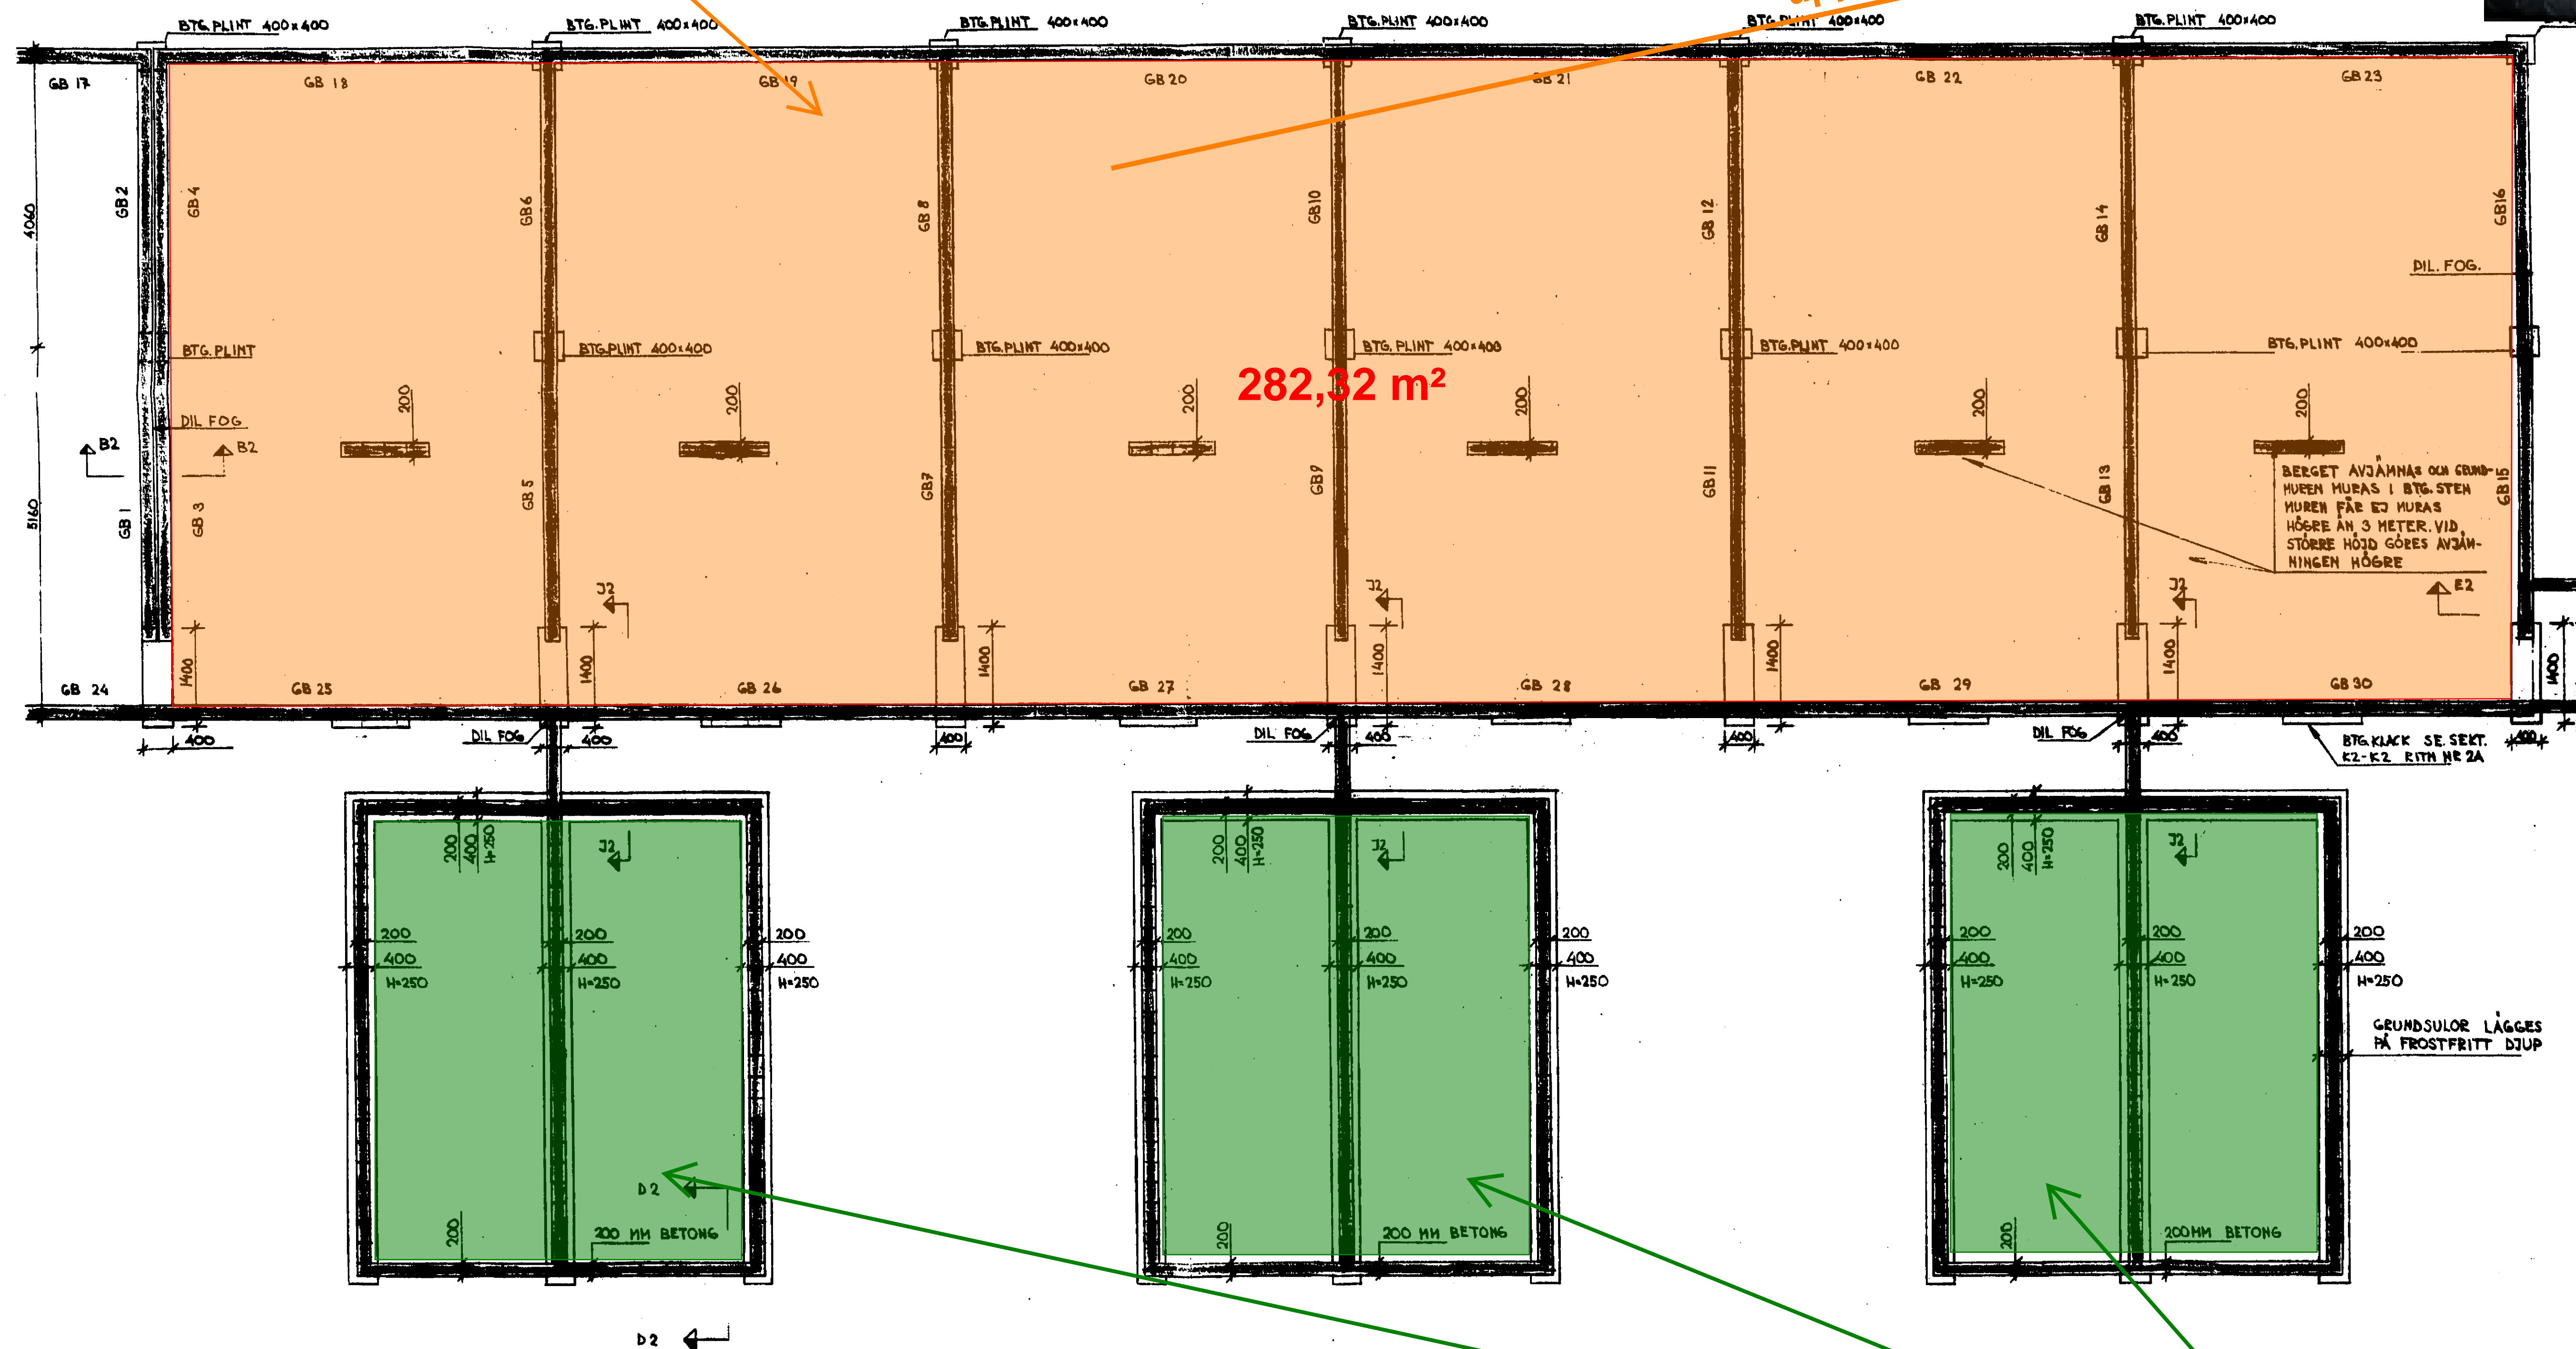 BTG.PLINT 400x400
BTG.PLINT 400x400
BTG.PLINT 400x400
BTG.PLINT 400x400
BTG.PLINT 400x400
BTG.PLINT 400x400
GB 17
GB 18
GB 19
GB 20
GB 21
GB 22
GB 23
4060
GB 2
GB 4
GB 6
GB 8
GB 10
GB 12
GB 14
GB 16
DIL. FOG.
BTG.PLINT
BTG.PLINT 400x400
BTG.PLINT 400x400
BTG.PLINT 400x400
BTG.PLINT 400x400
BTG.PLINT 400x400
282,32 m²
200
200
200
200
200
200
DIL FOG
B2
B2
5160
GB 1
GB 3
GB 5
GB 7
GB 9
GB 11
GB 13
GB 15
BERGET AVJÄMNAS OCH GRUND-
MUREN MURAS I BTG.STEN
MUREN FÅR EJ MURAS
HÖGRE ÄN 3 METER. VID
STÖRRE HÖJD GÖRES AVJÄM-
NINGEN HÖGRE
J2
J2
J2
E2
1400
1400
1400
1400
1400
1400
1400
GB 24
GB 25
GB 26
GB 27
GB 28
GB 29
GB 30
400
DIL FOG
400
400
DIL FOG
400
400
DIL FOG
400
400
BTG.KLACK SE. SEKT.
K2-K2 RITN NR 2A
200
400
H=250
J2
200
400
H=250
J2
200
400
H=250
J2
200
200
200
200
200
200
200
200
200
400
400
400
400
400
400
400
400
400
H=250
H=250
H=250
H=250
H=250
H=250
H=250
H=250
H=250
GRUNDSULOR LÄGGES
PÅ FROSTFRITT DJUP
D2
200
200 MM BETONG
200
200 MM BETONG
200
200 MM BETONG
D2